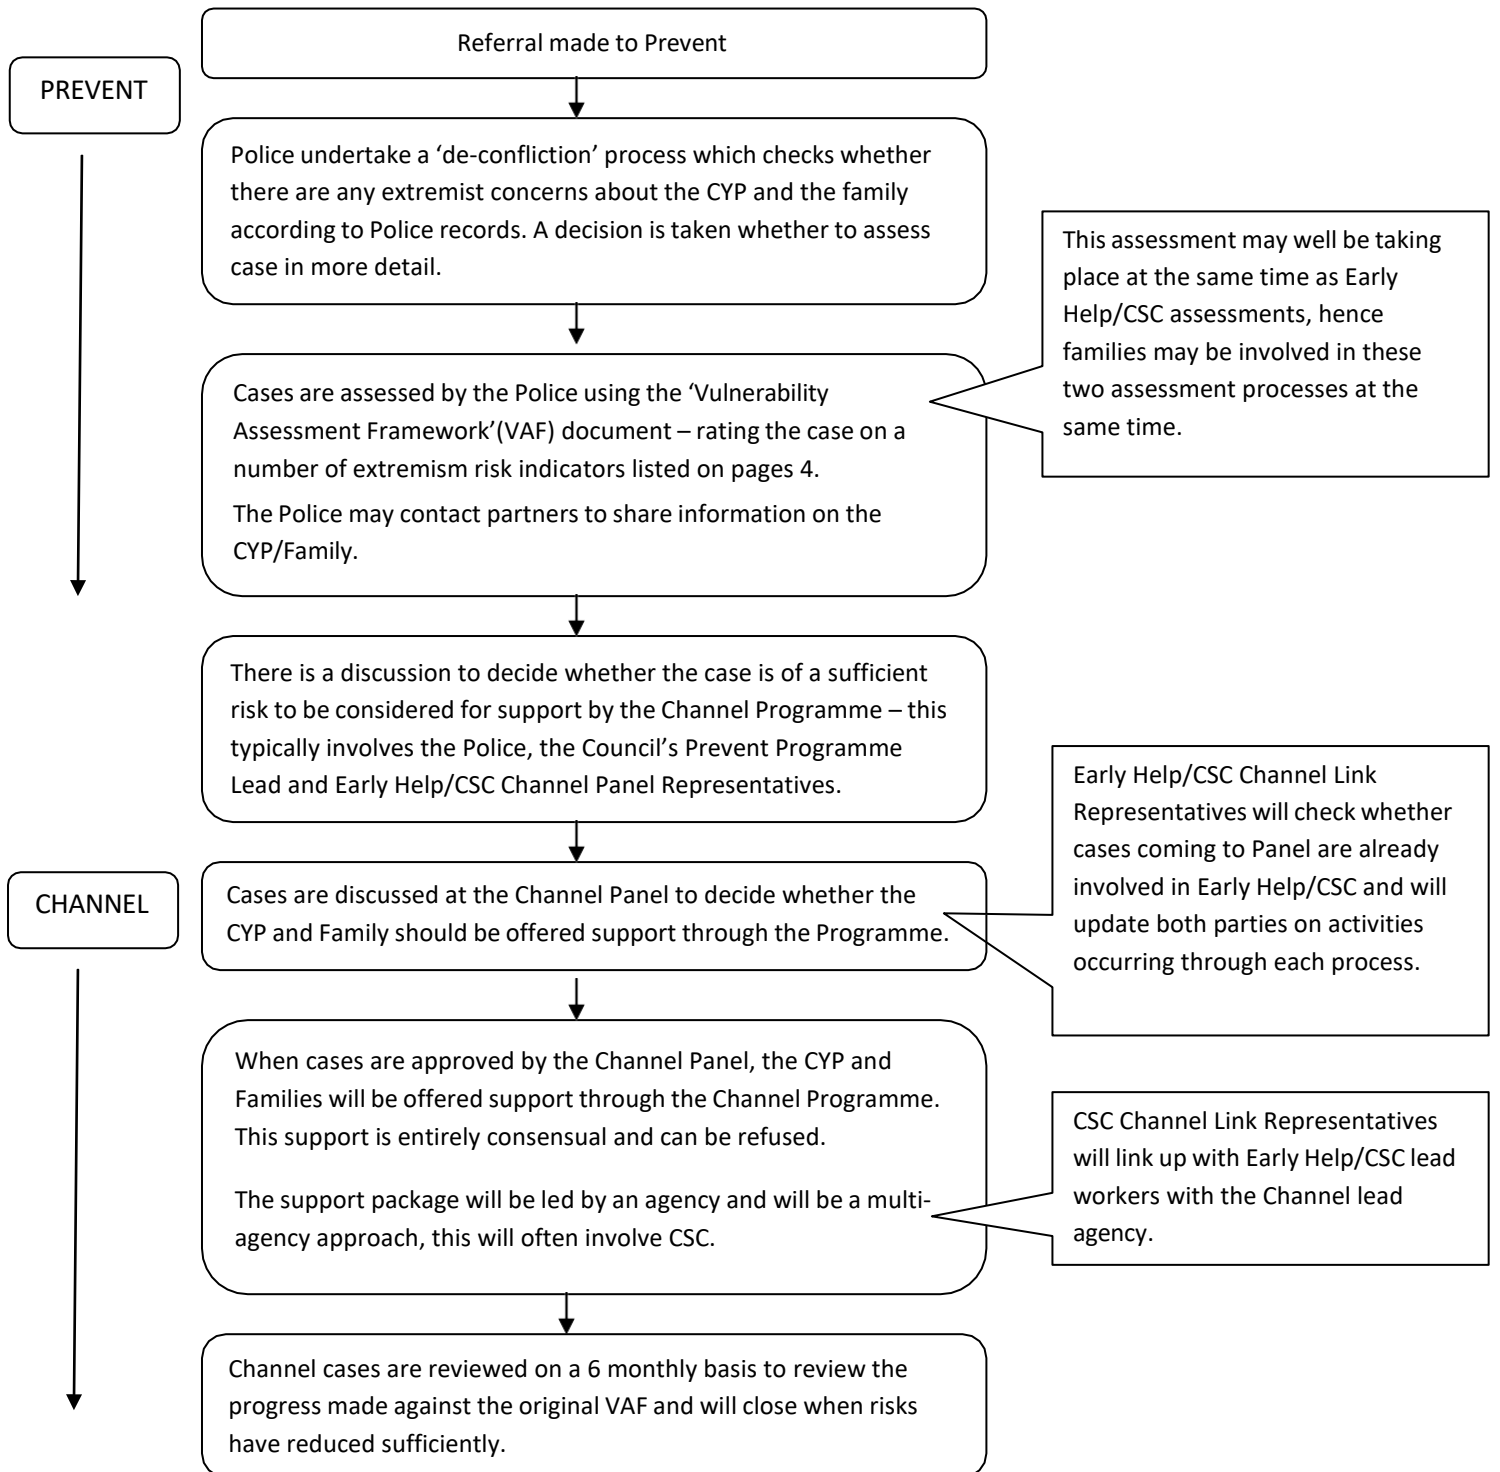 Referral made to Prevent
PREVENT
Police undertake a ‘de-confliction’ process which checks whether
there are any extremist concerns about the CYP and the family
according to Police records. A decision is taken whether to assess
case in more detail.
This assessment may well be taking
place at the same time as Early
Help/CSC assessments, hence
families may be involved in these
two assessment processes at the
same time.
Cases are assessed by the Police using the ‘Vulnerability
Assessment Framework’(VAF) document – rating the case on a
number of extremism risk indicators listed on pages 4.
The Police may contact partners to share information on the
CYP/Family.
There is a discussion to decide whether the case is of a sufficient
risk to be considered for support by the Channel Programme – this
typically involves the Police, the Council’s Prevent Programme
Lead and Early Help/CSC Channel Panel Representatives.
Early Help/CSC Channel Link
Representatives will check whether
cases coming to Panel are already
involved in Early Help/CSC and will
update both parties on activities
occurring through each process.
CHANNEL
Cases are discussed at the Channel Panel to decide whether the
CYP and Family should be offered support through the Programme.
When cases are approved by the Channel Panel, the CYP and
Families will be offered support through the Channel Programme.
This support is entirely consensual and can be refused.
The support package will be led by an agency and will be a multi-
agency approach, this will often involve CSC.
CSC Channel Link Representatives
will link up with Early Help/CSC lead
workers with the Channel lead
agency.
Channel cases are reviewed on a 6 monthly basis to review the
progress made against the original VAF and will close when risks
have reduced sufficiently.